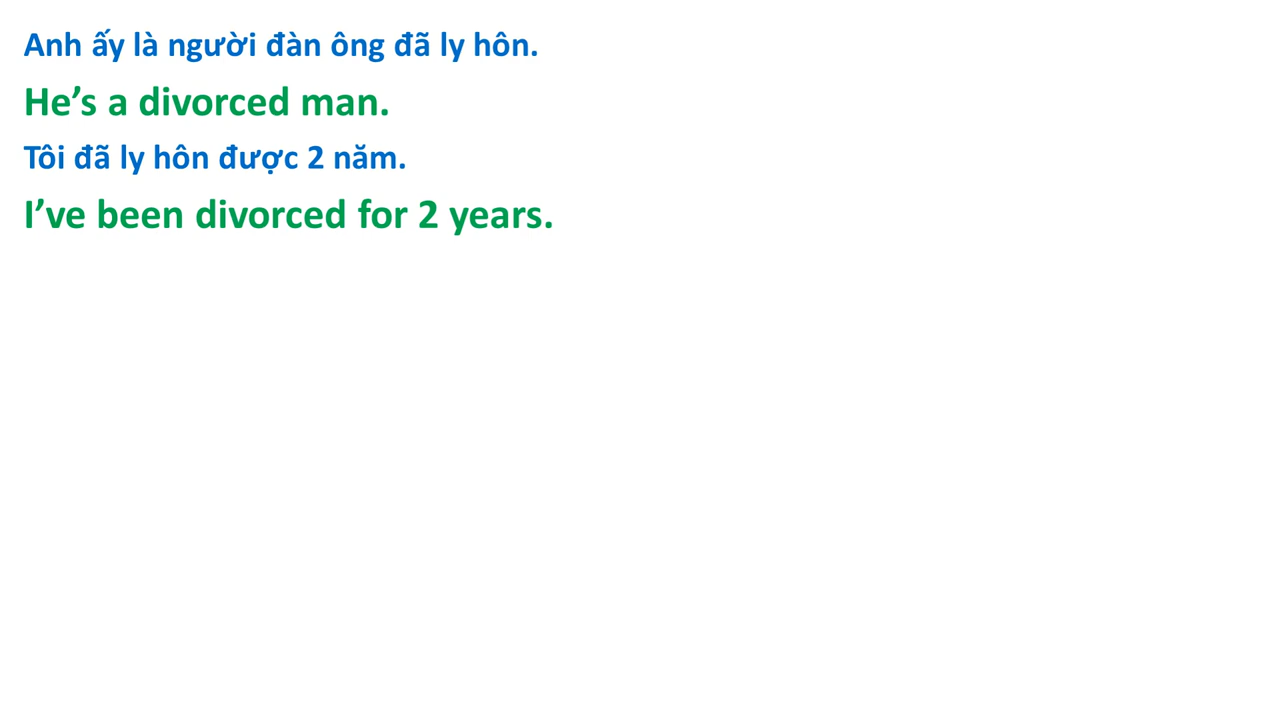 Anh ấy là người đàn ông đã ly hôn.
He’s a divorced man.
Tôi đã ly hôn được 2 năm.
I’ve been divorced for 2 years.